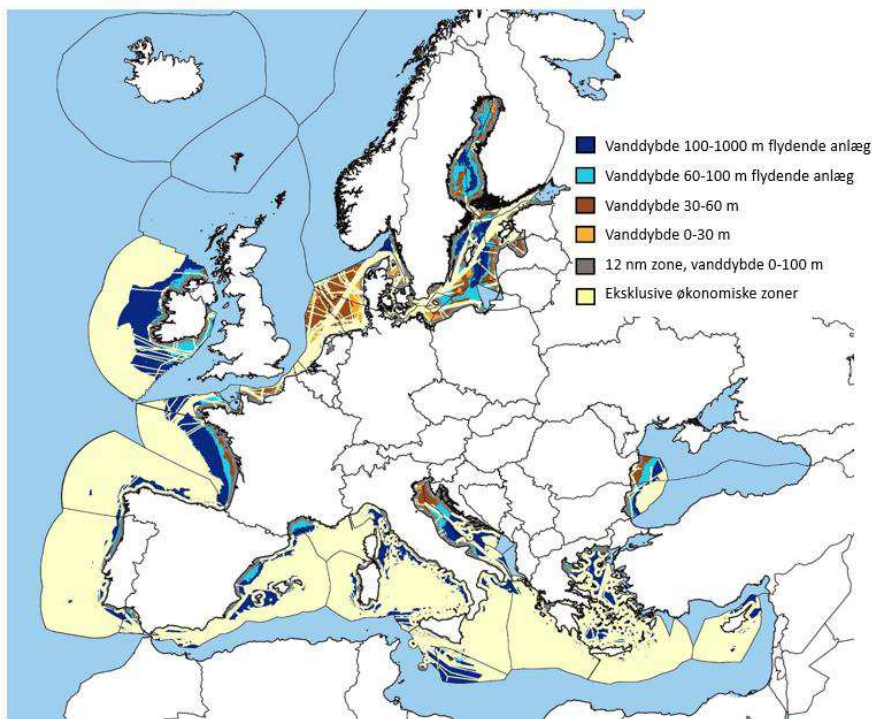 Vanddybde 100-1000 m flydende anlæg
Vanddybde 60-100 m flydende anlæg
Vanddybde 30-60 m
Vanddybde 0-30 m
12 nm zone, vanddybde 0-100 m
Eksklusive økonomiske zoner